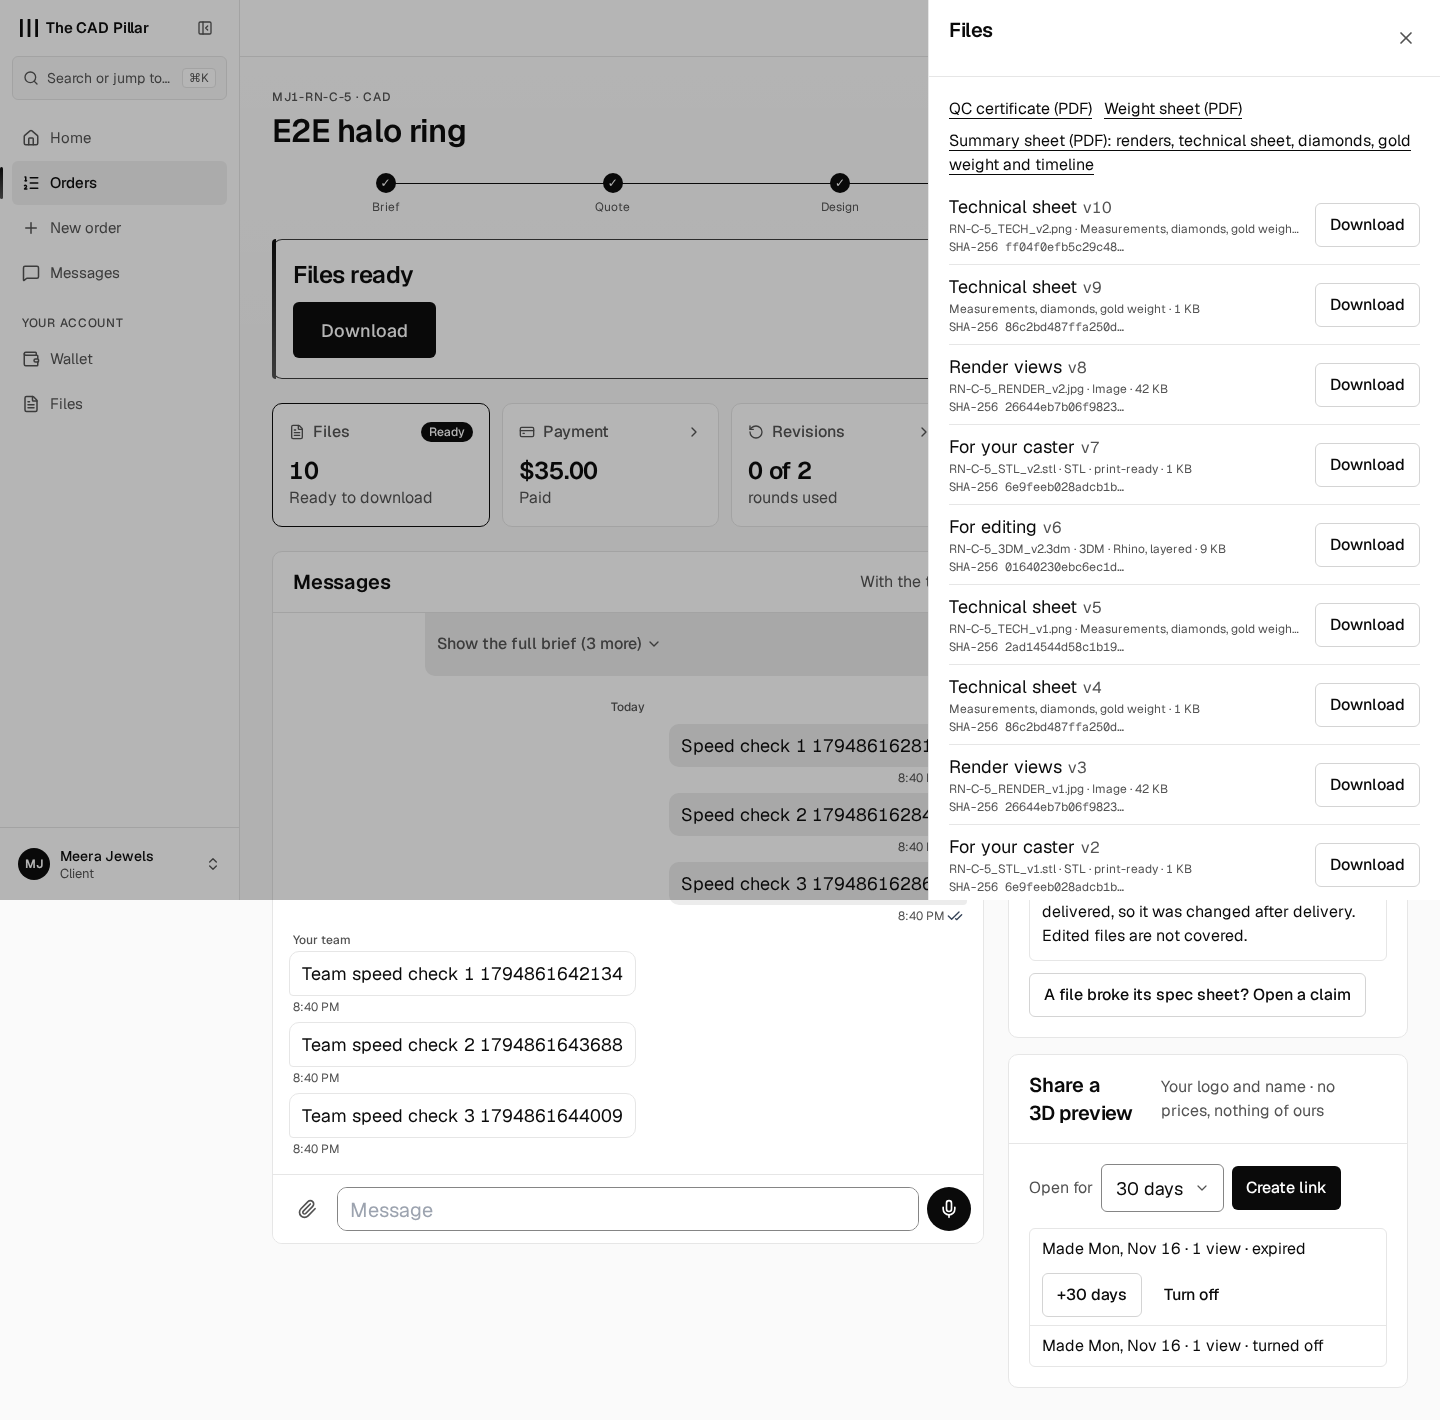 The CAD Pillar
Search or jump to… ⌘K
Home
Orders
New order
Messages
YOUR ACCOUNT
Wallet
Files
MJ Meera Jewels
Client
MJ1-RN-C-5 · CAD
E2E halo ring
Brief Quote Design
Files ready
Download
Files Ready
10
Ready to download
Payment
$35.00
Paid
Revisions
0 of 2
rounds used
Messages With the
Show the full brief (3 more)
Today
Speed check 1 1794861628
8:40
Speed check 2 1794861628
8:40
Speed check 3 1794861628
8:40 PM
Your team
Team speed check 1 1794861642134
8:40 PM
Team speed check 2 1794861643688
8:40 PM
Team speed check 3 1794861644009
8:40 PM
Message
Files
QC certificate (PDF) Weight sheet (PDF)
Summary sheet (PDF): renders, technical sheet, diamonds, gold
weight and timeline
Technical sheet v10
RN-C-5_TECH_v2.png · Measurements, diamonds, gold weigh…
SHA-256 ff04f0efb5c29c48…
Download
Technical sheet v9
Measurements, diamonds, gold weight · 1 KB
SHA-256 86c2bd487ffa250d…
Download
Render views v8
RN-C-5_RENDER_v2.jpg · Image · 42 KB
SHA-256 26644eb7b06f9823…
Download
For your caster v7
RN-C-5_STL_v2.stl · STL · print-ready · 1 KB
SHA-256 6e9feeb028adcb1b…
Download
For editing v6
RN-C-5_3DM_v2.3dm · 3DM · Rhino, layered · 9 KB
SHA-256 01640230ebc6ec1d…
Download
Technical sheet v5
RN-C-5_TECH_v1.png · Measurements, diamonds, gold weigh…
SHA-256 2ad14544d58c1b19…
Download
Technical sheet v4
Measurements, diamonds, gold weight · 1 KB
SHA-256 86c2bd487ffa250d…
Download
Render views v3
RN-C-5_RENDER_v1.jpg · Image · 42 KB
SHA-256 26644eb7b06f9823…
Download
For your caster v2
RN-C-5_STL_v1.stl · STL · print-ready · 1 KB
SHA-256 6e9feeb028adcb1b…
Download
delivered, so it was changed after delivery.
Edited files are not covered.
A file broke its spec sheet? Open a claim
Share a
3D preview
Your logo and name · no
prices, nothing of ours
Open for 30 days Create link
Made Mon, Nov 16 · 1 view · expired
+30 days Turn off
Made Mon, Nov 16 · 1 view · turned off